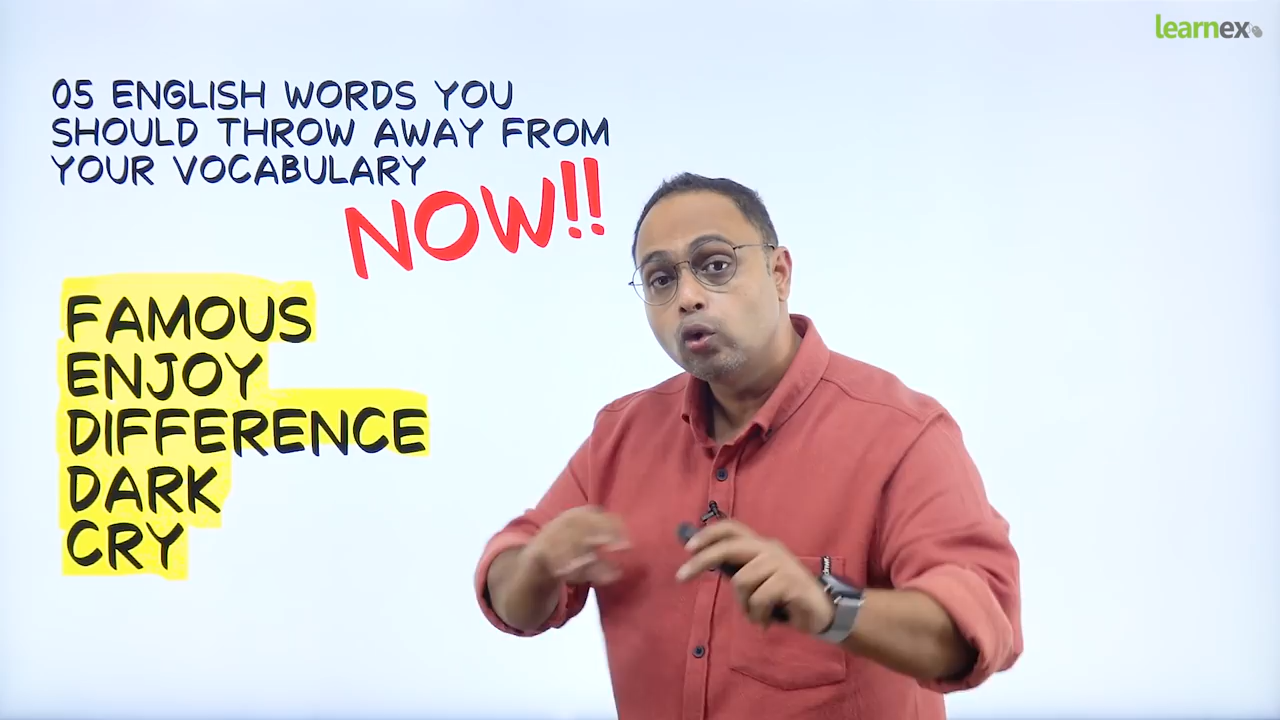 learnex
05 ENGLISH WORDS YOU
SHOULD THROW AWAY FROM
YOUR VOCABULARY
NOW!!
FAMOUS
ENJOY
DIFFERENCE
DARK
CRY